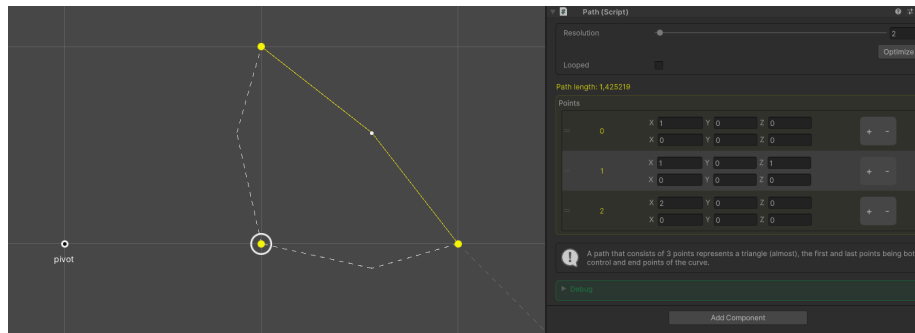 pivot
Path (Script)
Resolution 2
Optimize
Looped
Path length: 1,425219
Points
0 X 1 Y 0 Z 0 + -
X 0 Y 0 Z 0
1 X 1 Y 0 Z 1 + -
X 0 Y 0 Z 0
2 X 2 Y 0 Z 0 + -
X 0 Y 0 Z 0
A path that consists of 3 points represents a triangle (almost), the first and last points being bot
control and end points of the curve.
Debug
Add Component